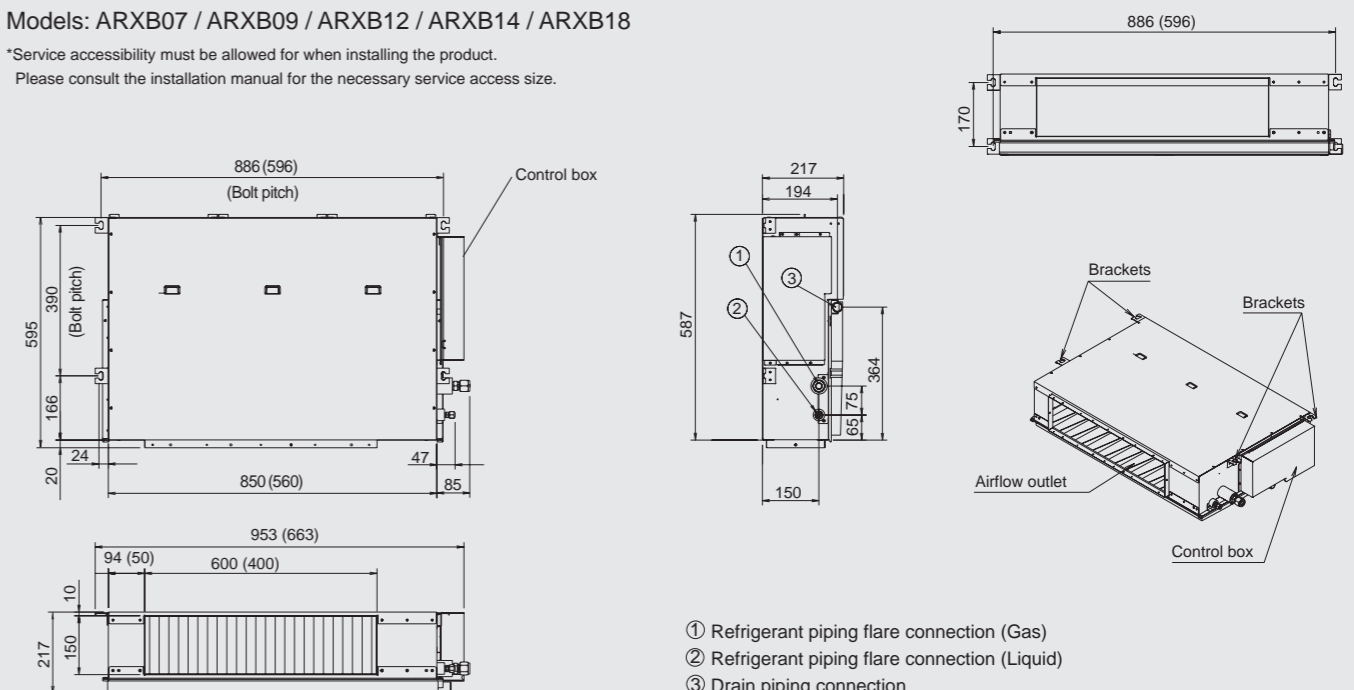 Models: ARXB07 / ARXB09 / ARXB12 / ARXB14 / ARXB18
*Service accessibility must be allowed for when installing the product.
Please consult the installation manual for the necessary service access size.
886 (596)
170
886 (596)
(Bolt pitch)
Control box
595
390
(Bolt pitch)
166
20
24
850 (560)
47
85
217
194
①
③
②
587
364
75
65
150
Brackets
Brackets
Airflow outlet
Control box
953 (663)
94 (50)
600 (400)
10
150
217
① Refrigerant piping flare connection (Gas)
② Refrigerant piping flare connection (Liquid)
③ Drain piping connection